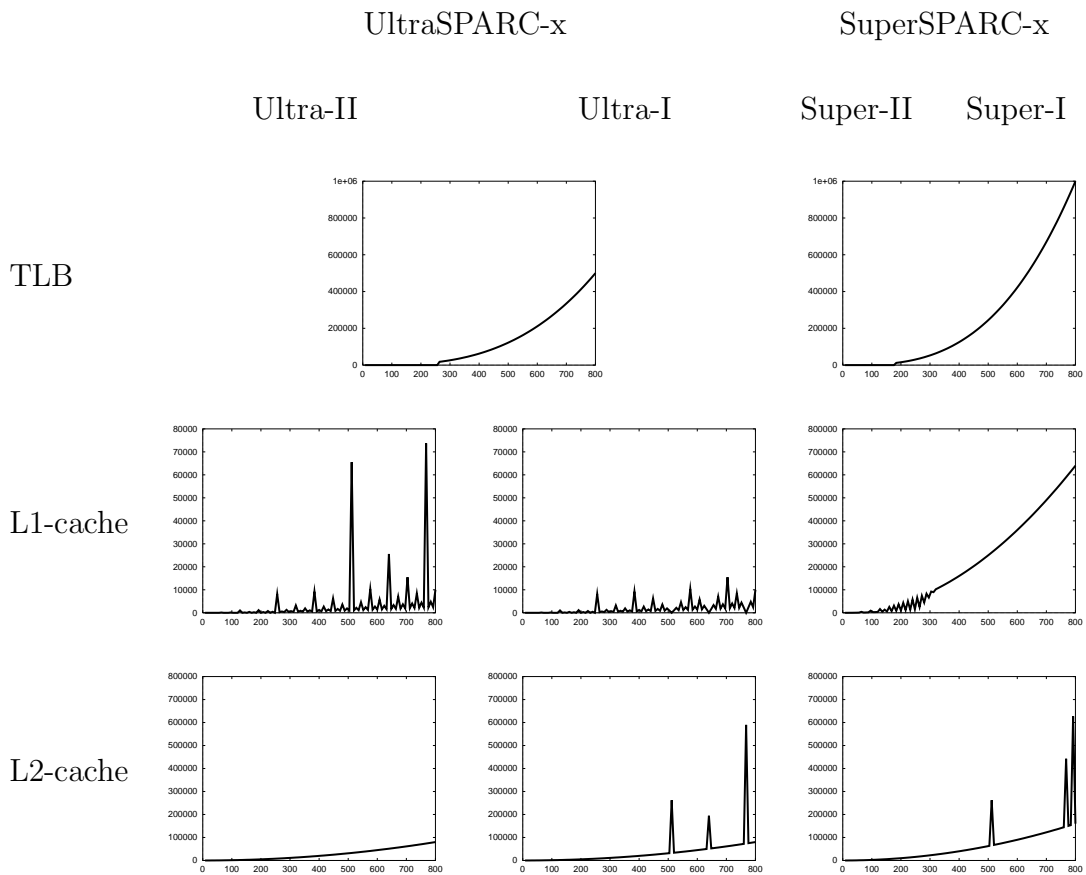 UltraSPARC-x SuperSPARC-x
Ultra-II Ultra-I Super-II Super-I
TLB
1e+06 1e+06
800000 800000
600000 600000
400000 400000
200000 200000
0 0
0 100 200 300 400 500 600 700 800 0 100 200 300 400 500 600 700 800
L1-cache
80000 80000 800000
70000 70000 700000
60000 60000 600000
50000 50000 500000
40000 40000 400000
30000 30000 300000
20000 20000 200000
10000 10000 100000
0 0 0
0 100 200 300 400 500 600 700 800 0 100 200 300 400 500 600 700 800 0 100 200 300 400 500 600 700 800
L2-cache
800000 800000 800000
700000 700000 700000
600000 600000 600000
500000 500000 500000
400000 400000 400000
300000 300000 300000
200000 200000 200000
100000 100000 100000
0 0 0
0 100 200 300 400 500 600 700 800 0 100 200 300 400 500 600 700 800 0 100 200 300 400 500 600 700 800